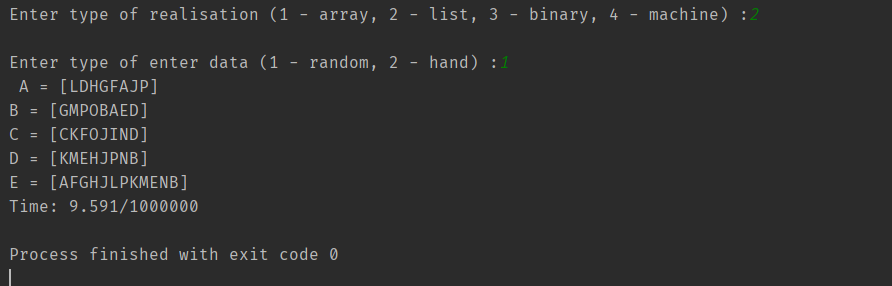 Enter type of realisation (1 - array, 2 - list, 3 - binary, 4 - machine) :2
Enter type of enter data (1 - random, 2 - hand) :1
A = [LDHGFAJP]
B = [GMPOBAED]
C = [CKFOJIND]
D = [KMEHJPNB]
E = [AFGHJLPKMENB]
Time: 9.591/1000000
Process finished with exit code 0